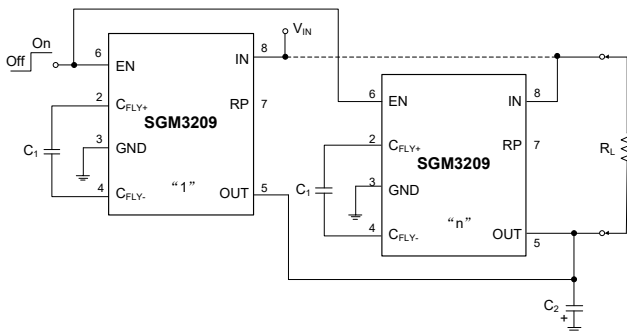 Off
On
VIN
6
EN
IN
8
2
CFLY+
RP
7
SGM3209
3
GND
C1
4
CFLY-
“1”
OUT
5
6
EN
IN
8
2
CFLY+
RP
7
SGM3209
3
GND
C1
4
CFLY-
“n”
OUT
5
RL
C2
+